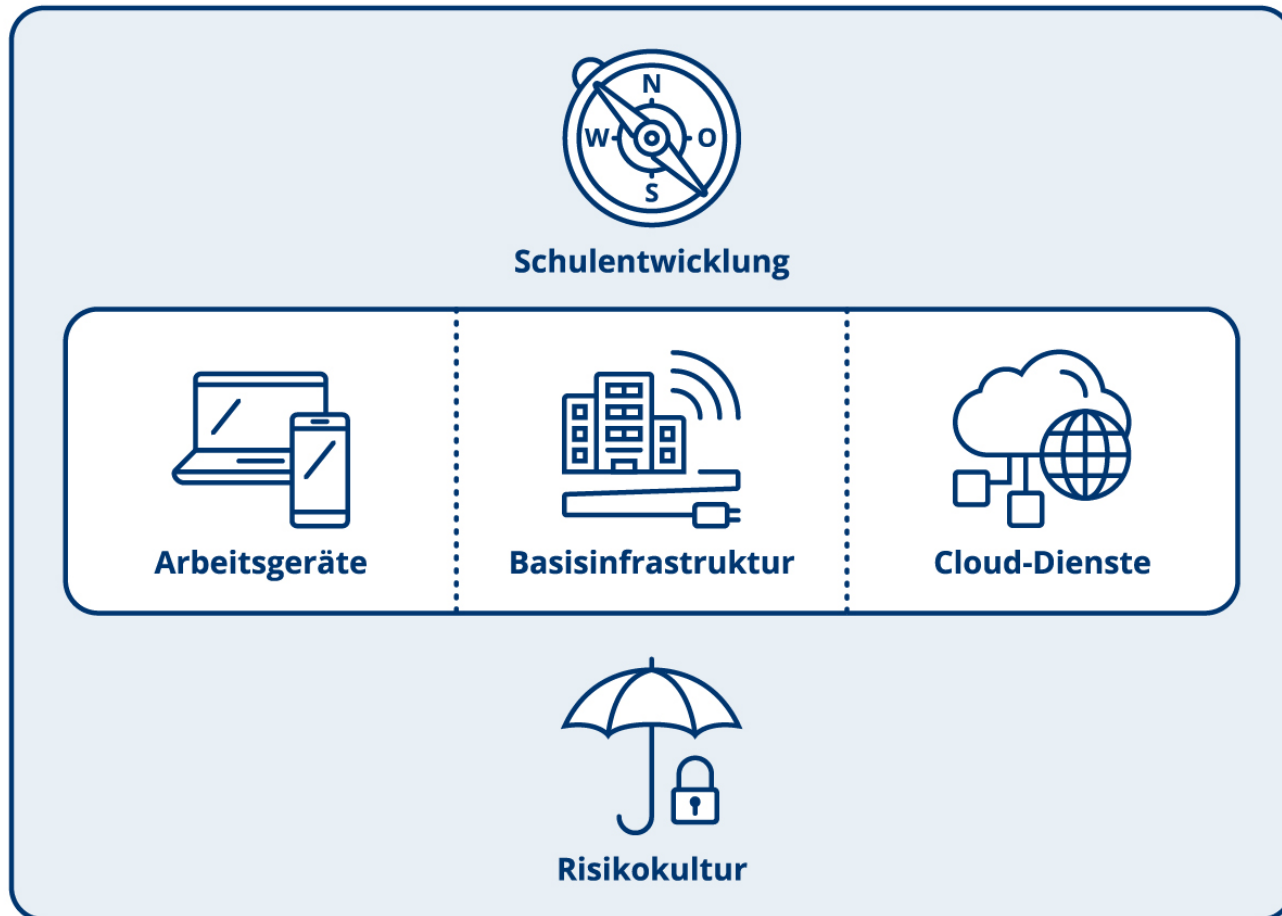 N
W O
S
Schulentwicklung
Arbeitsgeräte Basisinfrastruktur Cloud-Dienste
Risikokultur